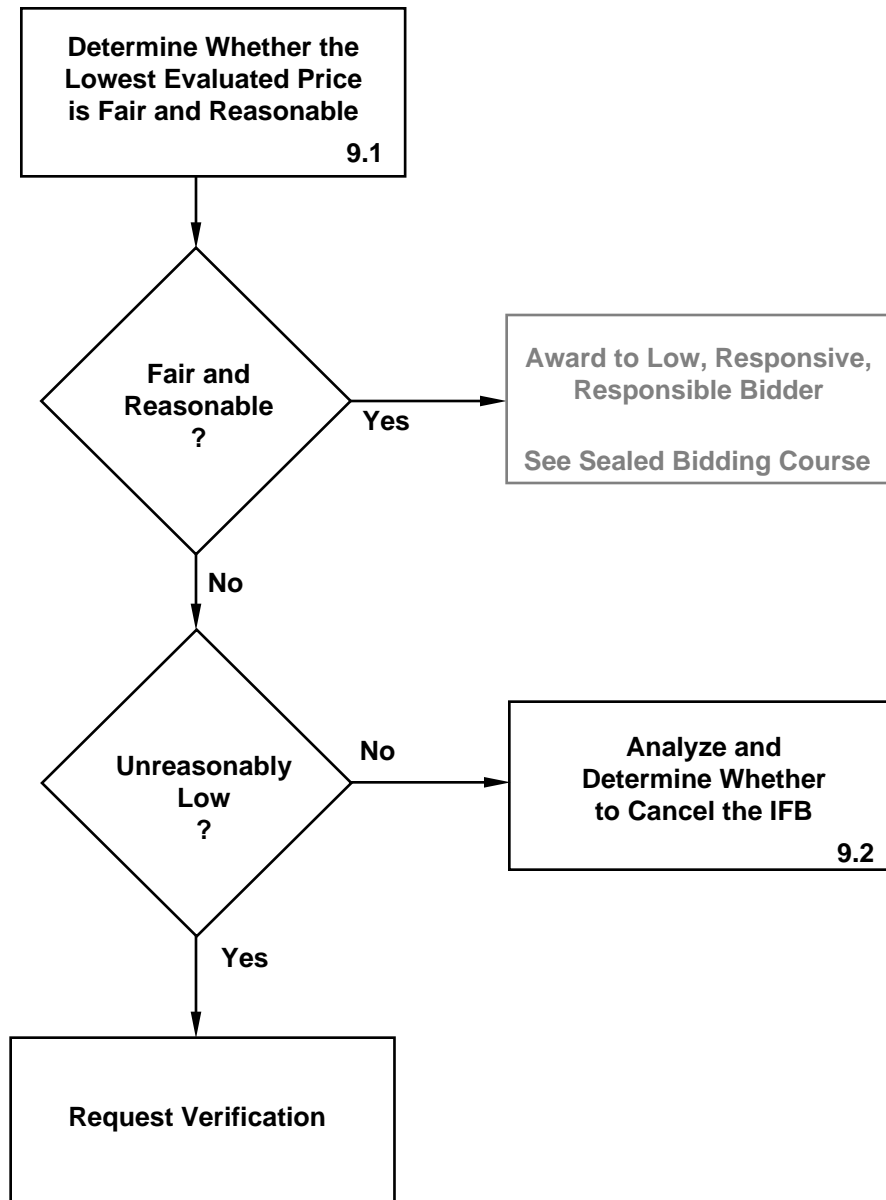 Determine Whether the
Lowest Evaluated Price
is Fair and Reasonable
9.1
Fair and
Reasonable
?
Yes
Award to Low, Responsive,
Responsible Bidder
See Sealed Bidding Course
No
Unreasonably
Low
?
No
Analyze and
Determine Whether
to Cancel the IFB
9.2
Yes
Request Verification